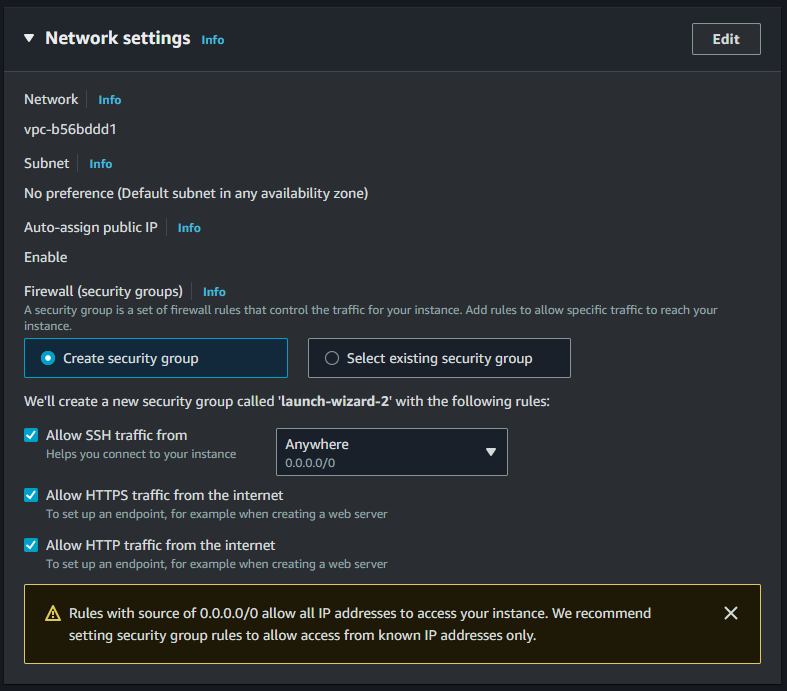 Network settings Info Edit
Network Info
vpc-b56bddd1
Subnet Info
No preference (Default subnet in any availability zone)
Auto-assign public IP Info
Enable
Firewall (security groups) Info
A security group is a set of firewall rules that control the traffic for your instance. Add rules to allow specific traffic to reach your
instance.
Create security group Select existing security group
We'll create a new security group called 'launch-wizard-2' with the following rules:
Allow SSH traffic from Anywhere
Helps you connect to your instance 0.0.0.0/0
Allow HTTPS traffic from the internet
To set up an endpoint, for example when creating a web server
Allow HTTP traffic from the internet
To set up an endpoint, for example when creating a web server
Rules with source of 0.0.0.0/0 allow all IP addresses to access your instance. We recommend
setting security group rules to allow access from known IP addresses only.